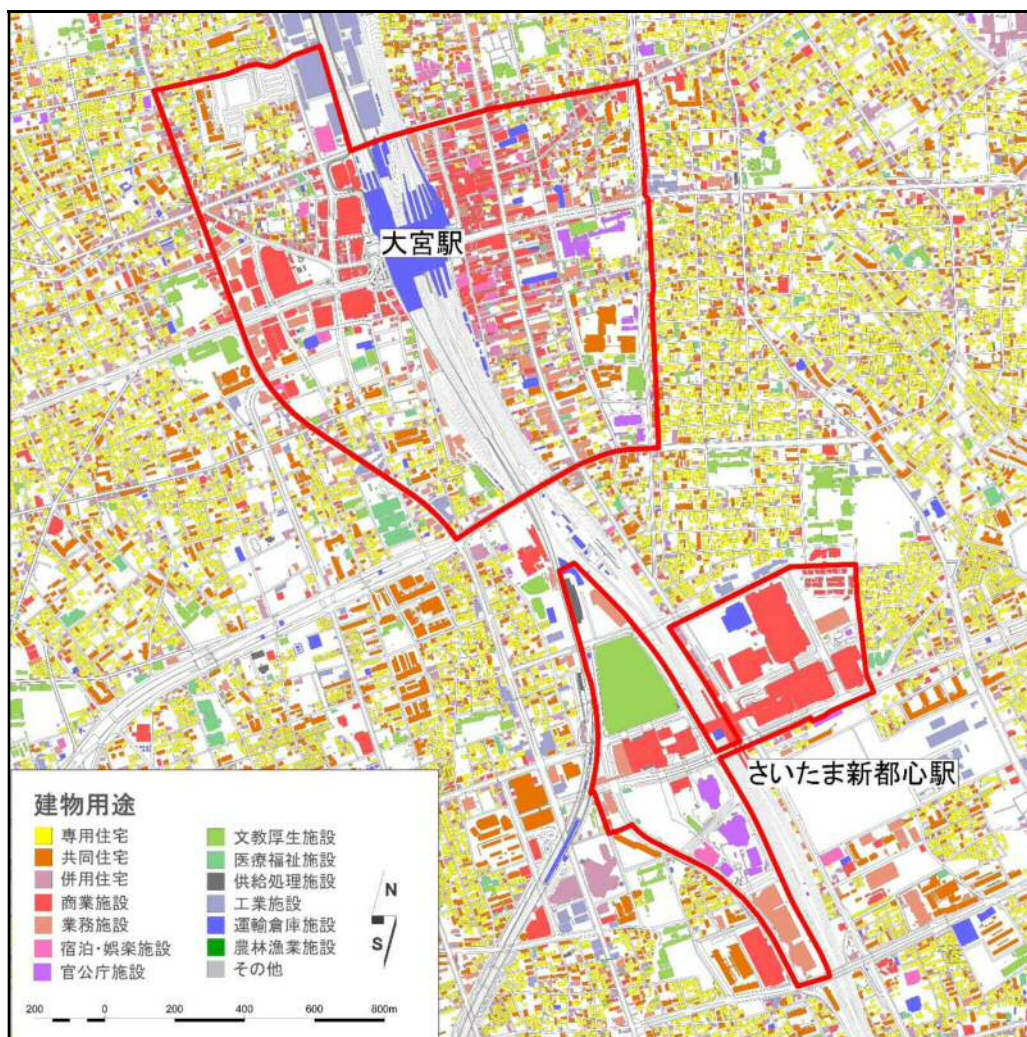 大宮駅
さいたま新都心駅
建物用途
専用住宅
共同住宅
併用住宅
商業施設
業務施設
宿泊・娯楽施設
官公庁施設
文教厚生施設
医療福祉施設
供給処理施設
工業施設
運輸倉庫施設
農林漁業施設
その他
N
S
200 0 200 400 600 800m